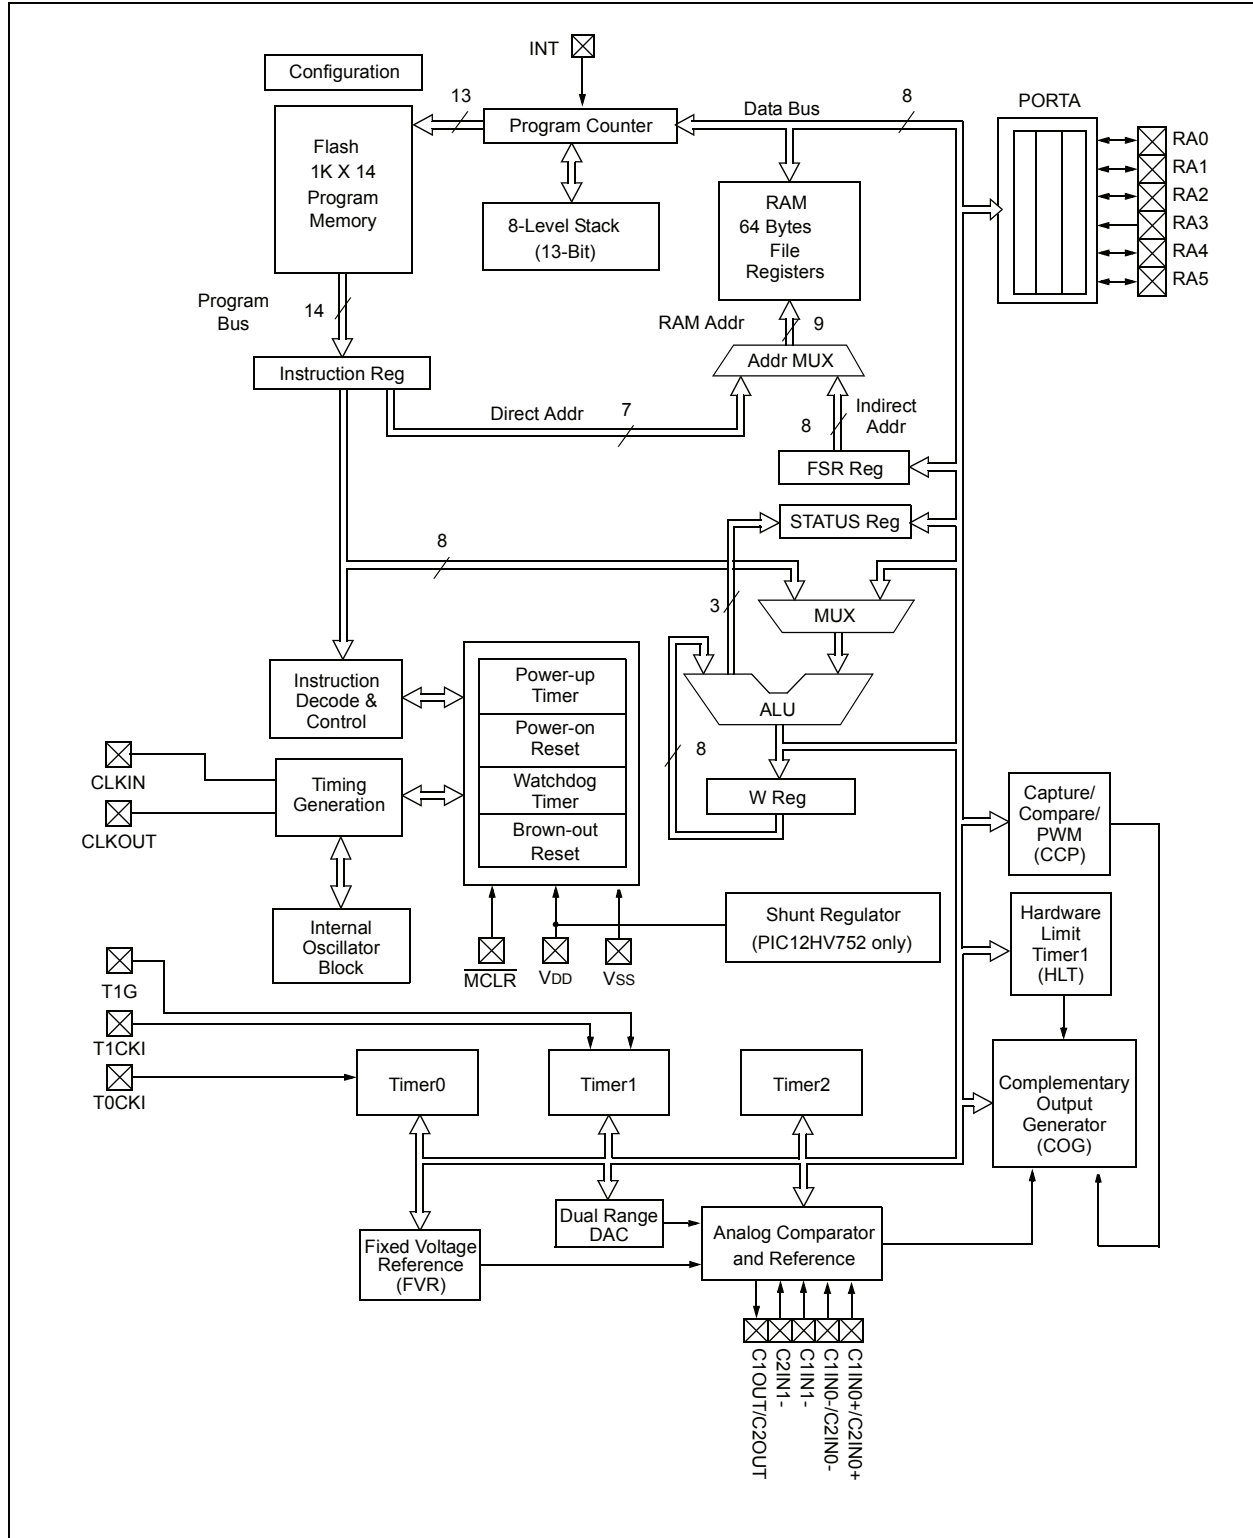 INT
Configuration
13
Program Counter
Data Bus
8
PORTA
Flash
1K X 14
Program
Memory
8-Level Stack
(13-Bit)
RAM
64 Bytes
File
Registers
RA0
RA1
RA2
RA3
RA4
RA5
Program
Bus
14
RAM Addr
9
Addr MUX
Instruction Reg
Direct Addr
7
Indirect
Addr
8
FSR Reg
STATUS Reg
8
3
MUX
Instruction
Decode &
Control
Power-up
Timer
Power-on
Reset
Watchdog
Timer
Brown-out
Reset
ALU
8
W Reg
CLKIN
CLKOUT
Timing
Generation
Internal
Oscillator
Block
MCLR
VDD
VSS
Shunt Regulator
(PIC12HV752 only)
Capture/
Compare/
PWM
(CCP)
Hardware
Limit
Timer1
(HLT)
T1G
T1CKI
T0CKI
Timer0
Timer1
Timer2
Complementary
Output
Generator
(COG)
Dual Range
DAC
Fixed Voltage
Reference
(FVR)
Analog Comparator
and Reference
C1OUT/C2OUT
C2IN1-
C1IN1-
C1IN0-/C2IN0-
C1IN0+/C2IN0+